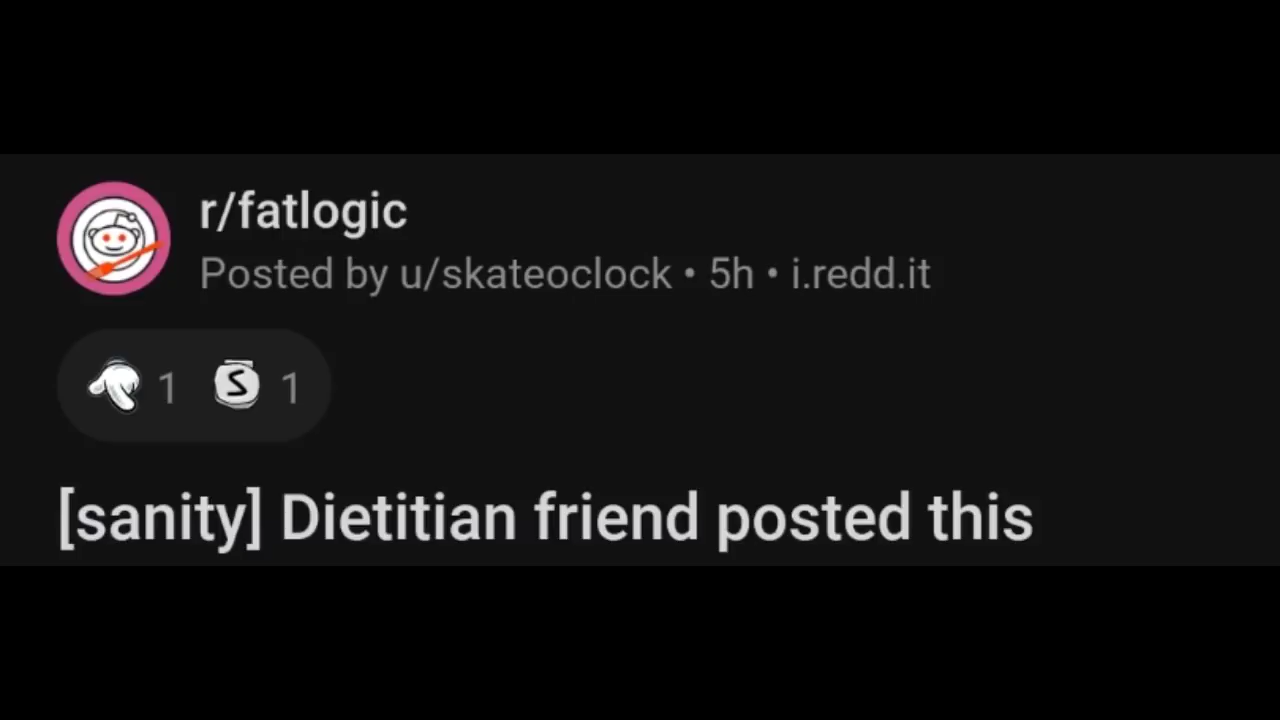 r/fatlogic
Posted by u/skateoclock • 5h • i.redd.it
1 S 1
[sanity] Dietitian friend posted this